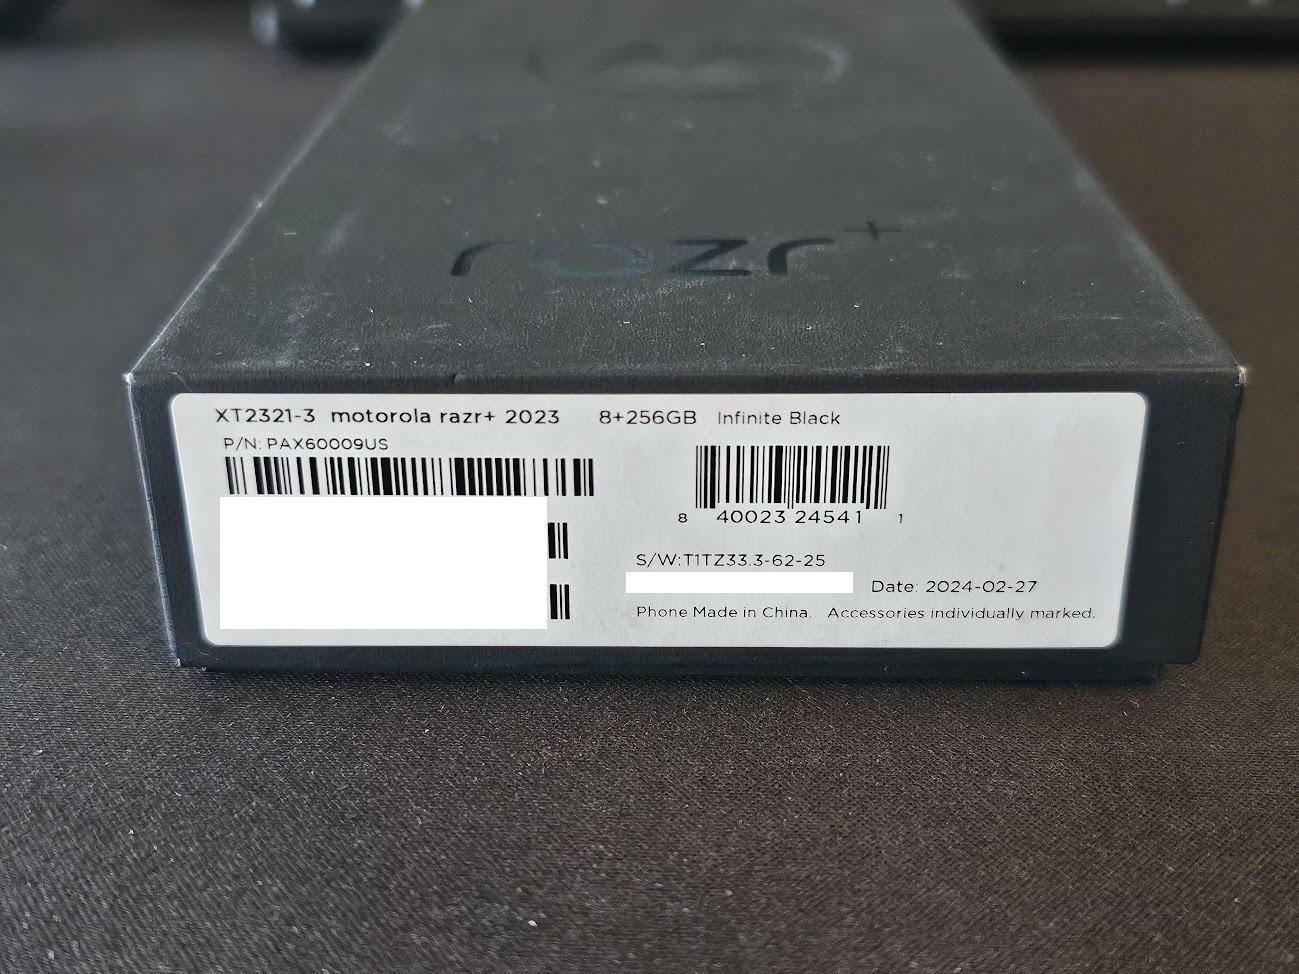 razr+
XT2321-3 motorola razr+ 2023 8+256GB Infinite Black
P/N: PAX60009US
8 40023 24541 1
S/W:T1TZ33.3-62-25
Date: 2024-02-27
Phone Made in China. Accessories individually marked.